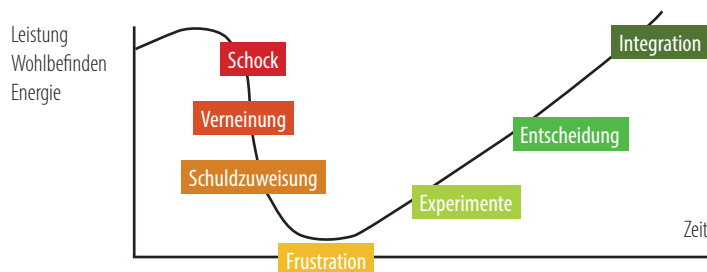 Leistung
Wohlbefinden
Energie
Schock
Verneinung
Schuldzuweisung
Frustration
Experimente
Entscheidung
Integration
Zeit